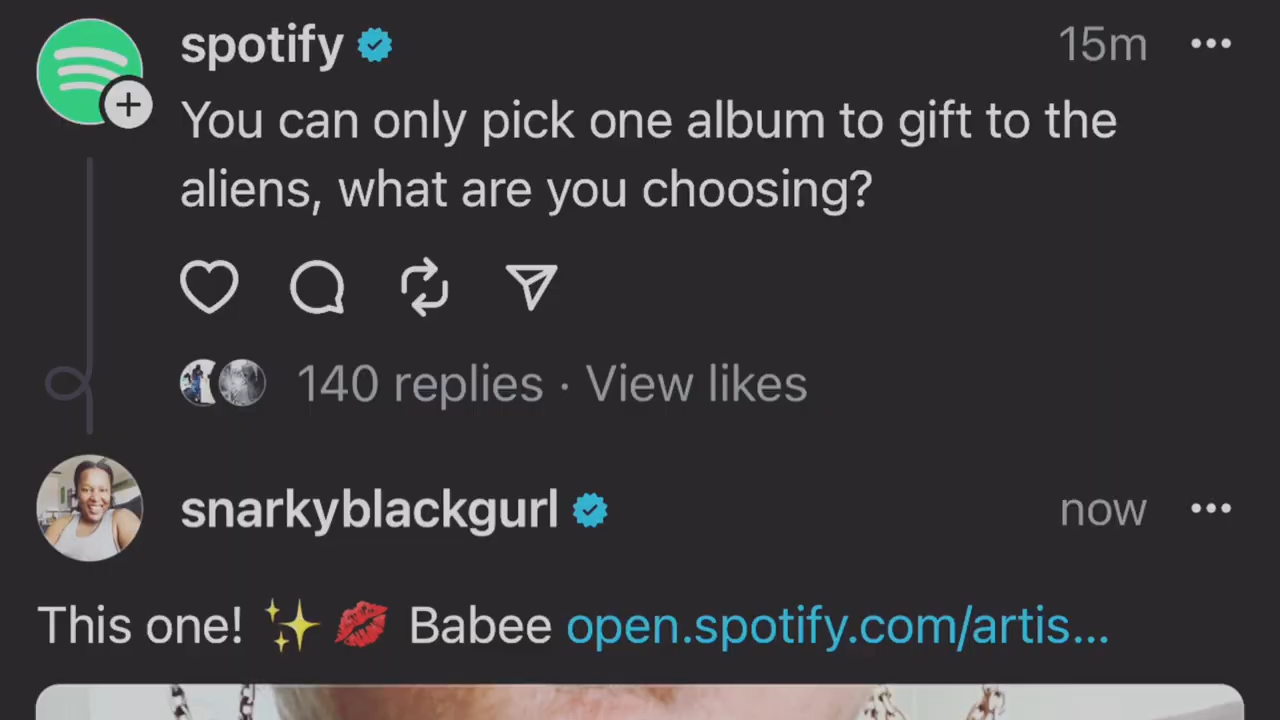 spotify 15m
You can only pick one album to gift to the
aliens, what are you choosing?
140 replies · View likes
snarkyblackgurl now
This one! ✨ 💋 Babee open.spotify.com/artis...